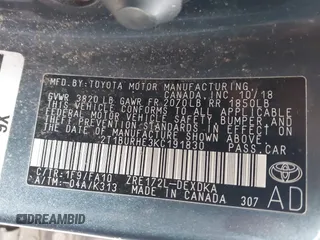 MFD.BY:TOYOTA MOTOR MANUFACTURING
CANADA,INC. 10/18
GVWR 3820 LB GAWR FR 2070LB RR 1850LB
THIS VEHICLE CONFORMS TO ALL APPLICABLE
FEDERAL MOTOR VEHICLE SAFETY, BUMPER, AND
THEFT PREVENTION STANDARDS IN EFFECT ON
THE DATE OF MANUFACTURE SHOWN ABOVE.
2T1BURHE3KC191830 PASS.CAR
C/TR:1F9/FA10 ZRE172L-DEXDKA
A/TM:-04A/K313 MADE IN CANADA 307
AD
TOYOTA
© DREAMBID
DREAMBID.COM